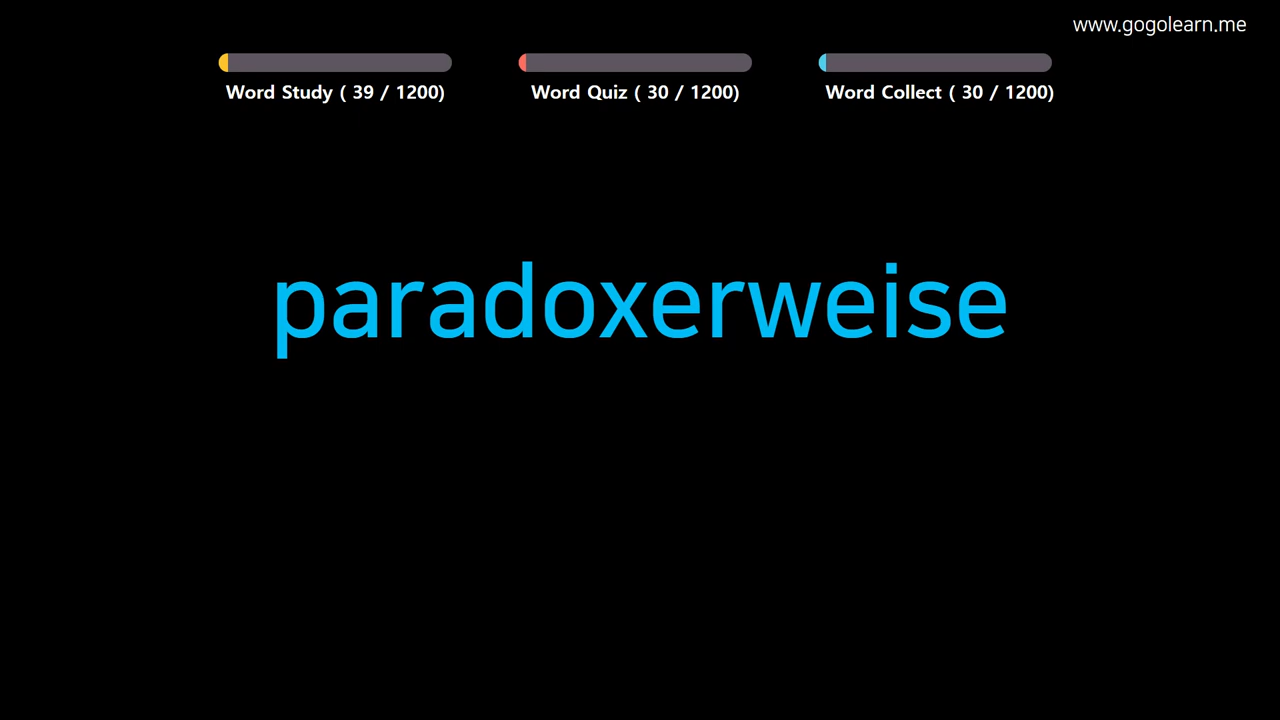 www.gogolearn.me
Word Study ( 39 / 1200)
Word Quiz ( 30 / 1200)
Word Collect ( 30 / 1200)
paradoxerweise